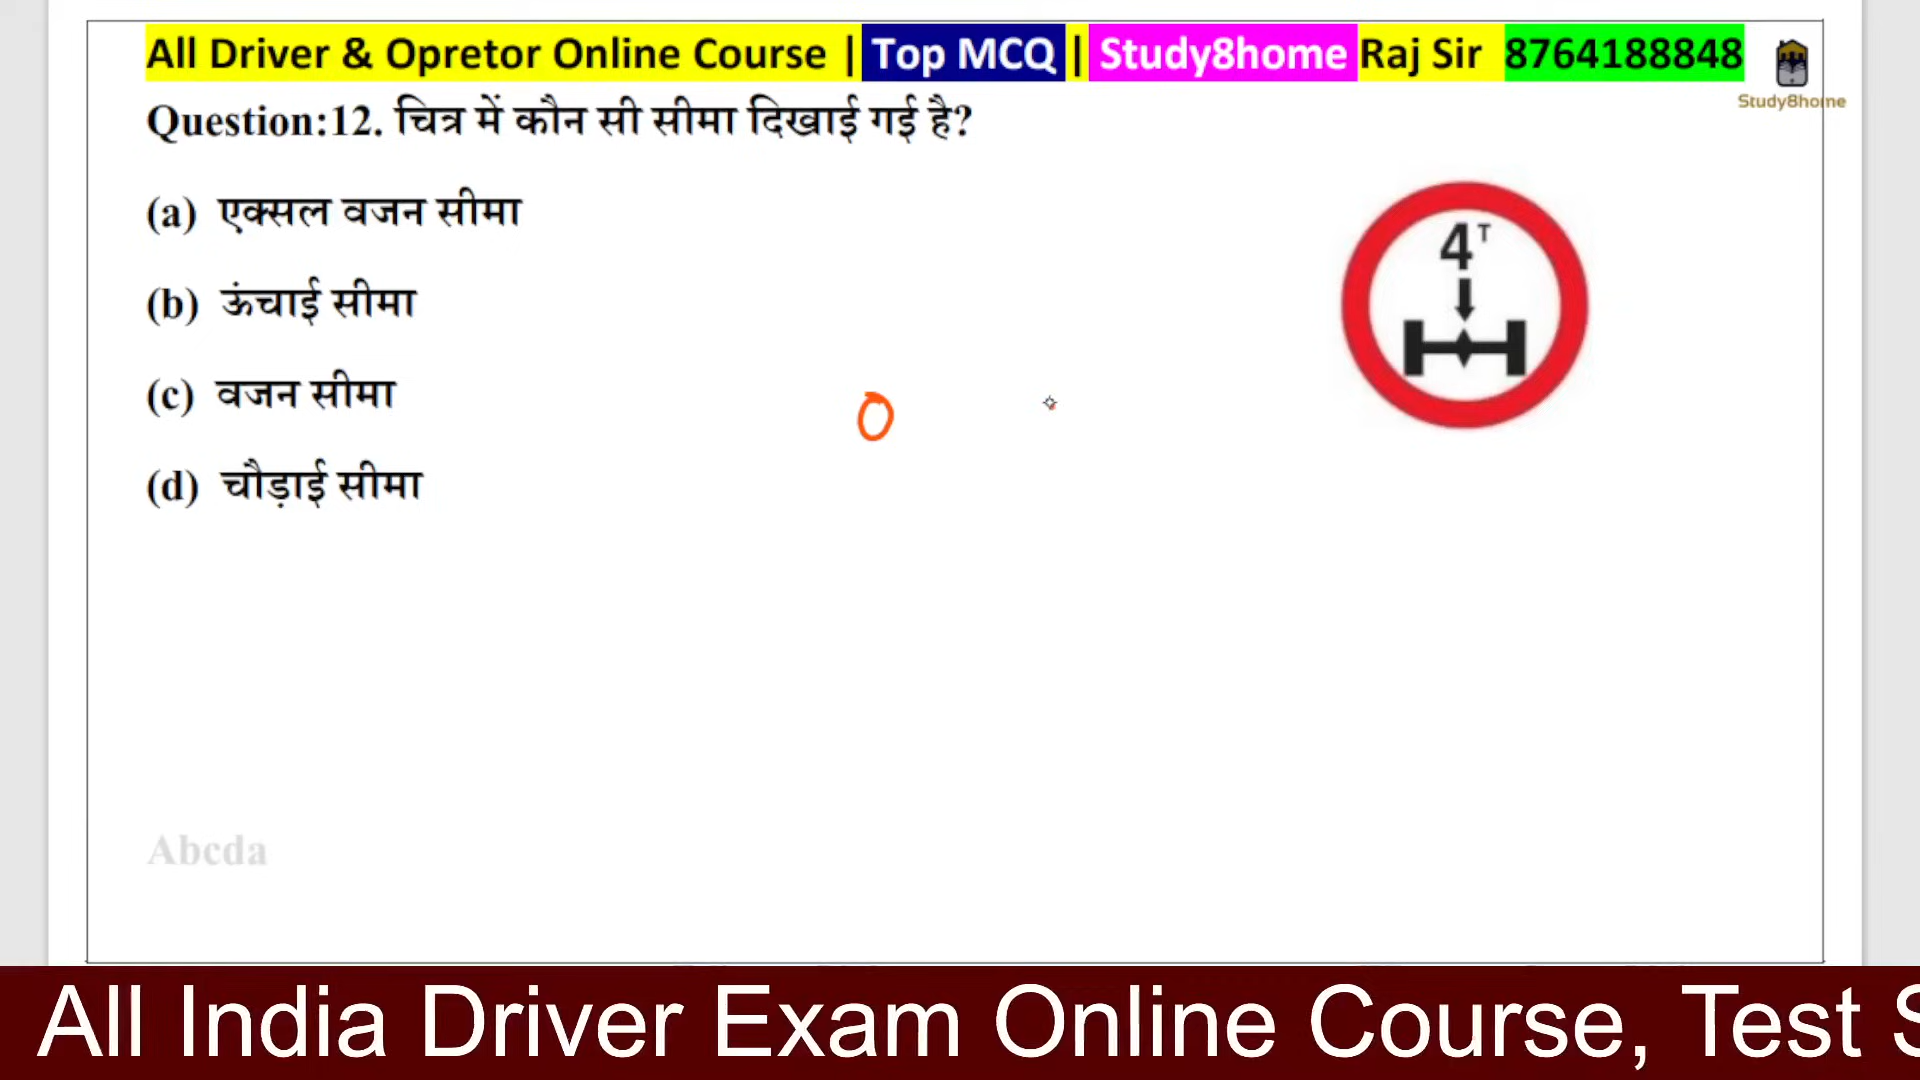 All Driver & Opretor Online Course | Top MCQ | Study8home Raj Sir 8764188848
Study8home
Question:12. चित्र में कौन सी सीमा दिखाई गई है?
(a) एक्सल वजन सीमा
4T
(b) ऊंचाई सीमा
(c) वजन सीमा
(d) चौड़ाई सीमा
Abcda
All India Driver Exam Online Course, Test S